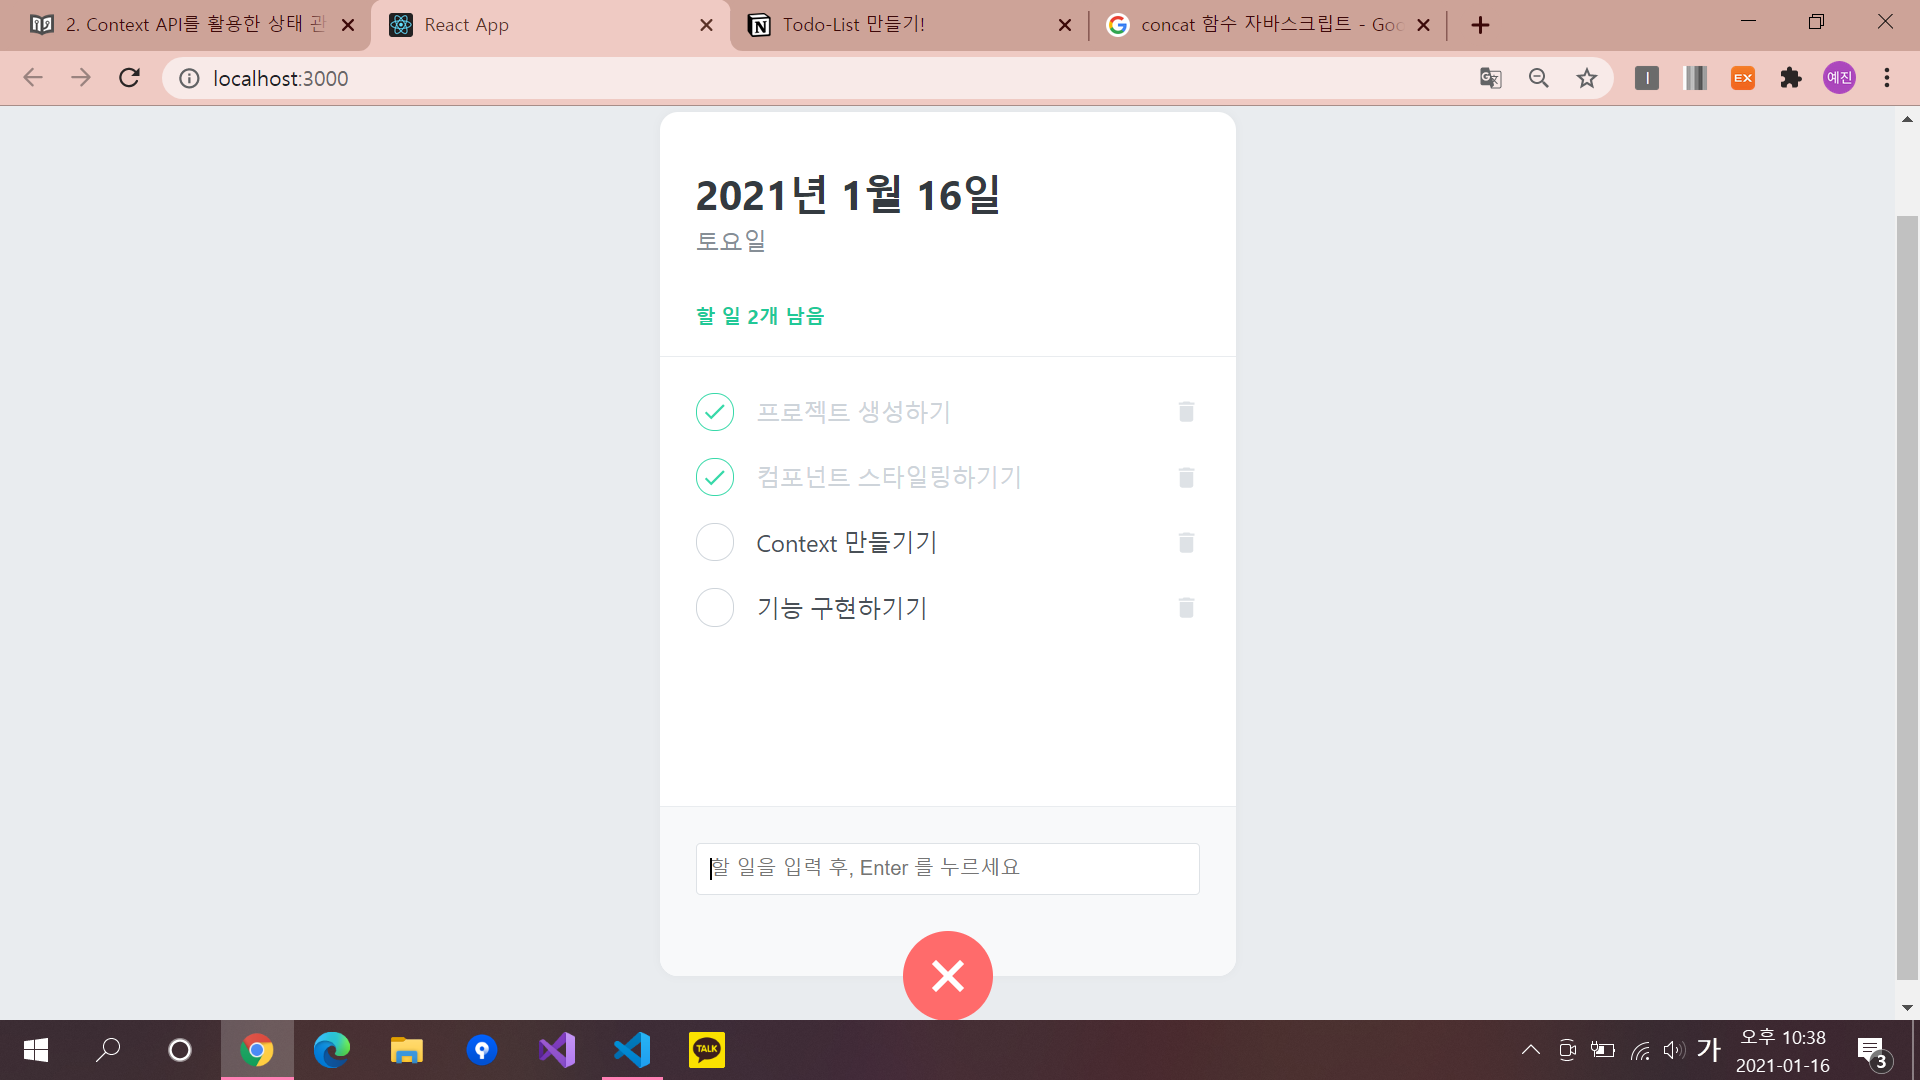 2. Context API를 활용한 상태 관
React App
Todo-List 만들기!
concat 함수 자바스크립트 - Goo
localhost:3000
I
EX
예진
2021년 1월 16일
토요일
할 일 2개 남음
프로젝트 생성하기
컴포넌트 스타일링하기기
Context 만들기기
기능 구현하기기
할 일을 입력 후, Enter 를 누르세요
TALK
가
오후 10:38
2021-01-16
3